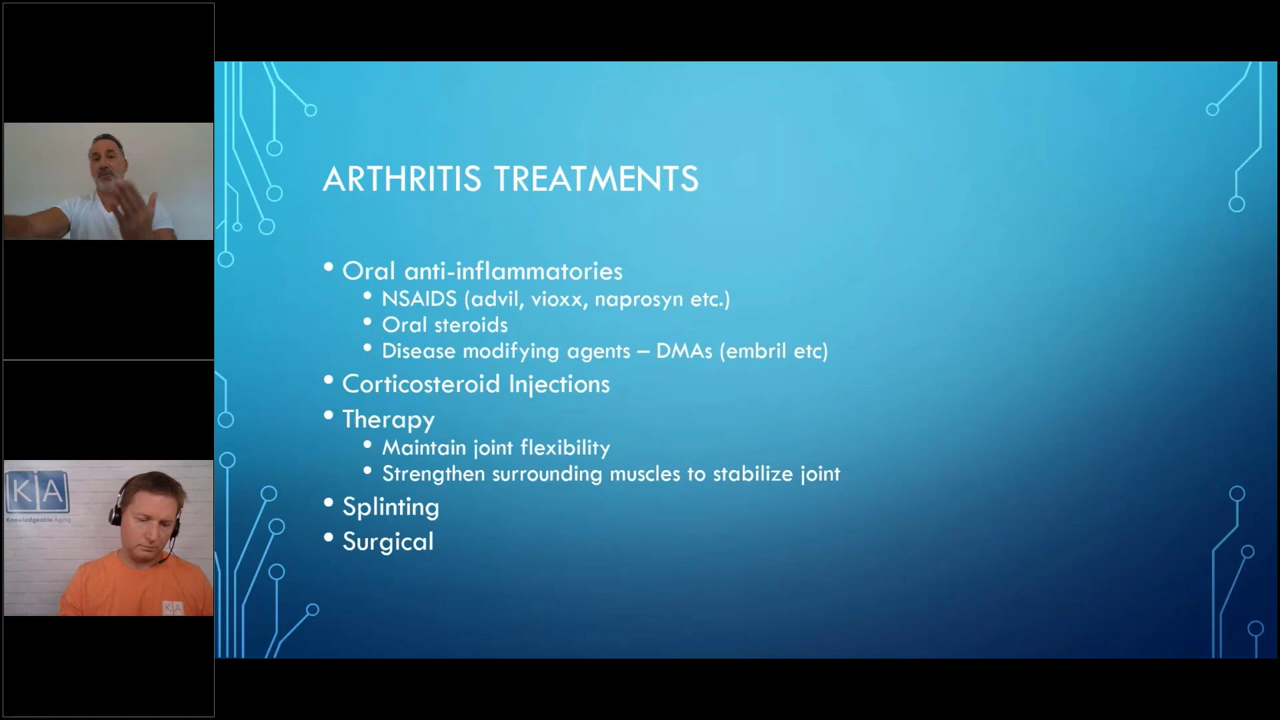 ARTHRITIS TREATMENTS
• Oral anti-inflammatories
• NSAIDS (advil, vioxx, naprosyn etc.)
• Oral steroids
• Disease modifying agents – DMAs (embril etc)
• Corticosteroid Injections
• Therapy
• Maintain joint flexibility
• Strengthen surrounding muscles to stabilize joint
• Splinting
• Surgical
KA
Knowledgeable Aging
KA